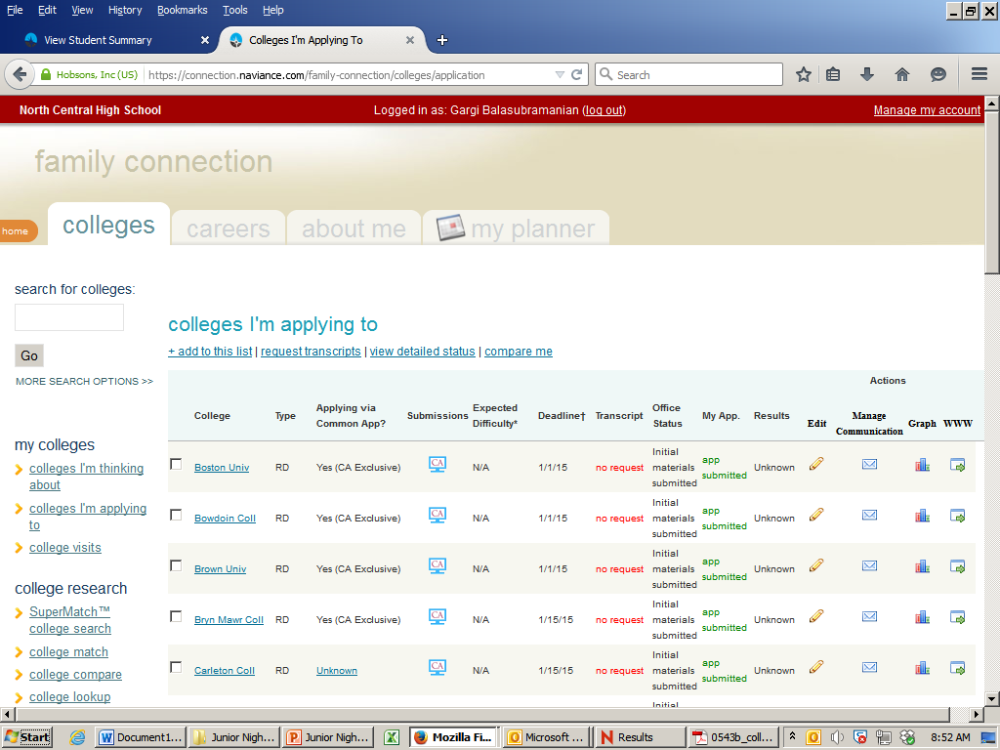 File Edit View History Bookmarks Tools Help
View Student Summary
Colleges I'm Applying To
Hobsons, Inc (US) https://connection.naviance.com/family-connection/colleges/application
Search
North Central High School Logged in as: Gargi Balasubramanian (log out) Manage my account
family connection
home colleges careers about me my planner
search for colleges:
Go
MORE SEARCH OPTIONS >>
my colleges
colleges I'm thinking
about
colleges I'm applying
to
college visits
college research
SuperMatch™
college search
college match
college compare
college lookup
colleges I'm applying to
+ add to this list | request transcripts | view detailed status | compare me
Actions
College Type Applying via Common App? Submissions Expected Difficulty* Deadline† Transcript Office Status My App. Results Edit Manage Communication Graph WWW
Boston Univ RD Yes (CA Exclusive) CA N/A 1/1/15 no request Initial materials submitted app submitted Unknown
Bowdoin Coll RD Yes (CA Exclusive) CA N/A 1/1/15 no request Initial materials submitted app submitted Unknown
Brown Univ RD Yes (CA Exclusive) CA N/A 1/1/15 no request Initial materials submitted app submitted Unknown
Bryn Mawr Coll RD Yes (CA Exclusive) CA N/A 1/15/15 no request Initial materials submitted app submitted Unknown
Carleton Coll RD Unknown CA N/A 1/15/15 no request Initial materials submitted app submitted Unknown
Initial
Start Document1... Junior Nigh... Junior Nigh... Mozilla Fi... Microsoft ... Results 0543b_coll... 8:52 AM